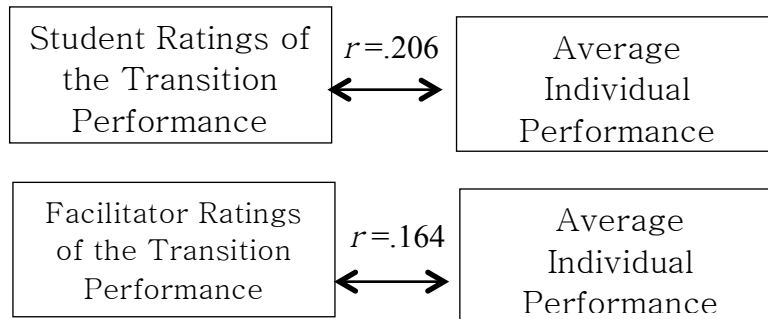 Student Ratings of
the Transition
Performance
r=.206
Average
Individual
Performance
Facilitator Ratings
of the Transition
Performance
r=.164
Average
Individual
Performance